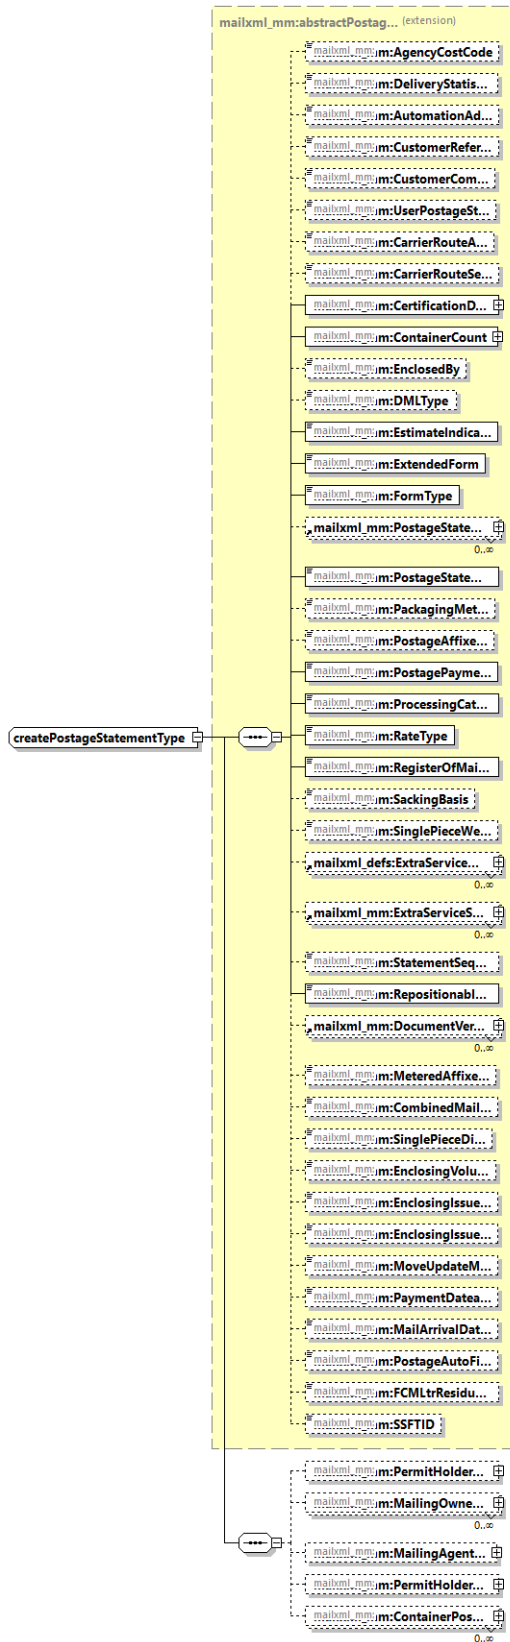 mailxml_mm:abstractPostag... (extension)
mailxml_mm:AgencyCostCode
mailxml_mm:DeliveryStatis...
mailxml_mm:AutomationAd...
mailxml_mm:CustomerRefer...
mailxml_mm:CustomerCom...
mailxml_mm:UserPostageSt...
mailxml_mm:CarrierRouteA...
mailxml_mm:CarrierRouteSe...
mailxml_mm:CertificationD...
mailxml_mm:ContainerCount
mailxml_mm:EnclosedBy
mailxml_mm:DMLType
mailxml_mm:EstimateIndica...
mailxml_mm:ExtendedForm
mailxml_mm:FormType
mailxml_mm:PostageState...
0..∞
mailxml_mm:PostageState...
mailxml_mm:PackagingMet...
mailxml_mm:PostageAffixe...
mailxml_mm:PostagePayme...
mailxml_mm:ProcessingCat...
createPostageStatementType
mailxml_mm:RateType
mailxml_mm:RegisterOfMai...
mailxml_mm:SackingBasis
mailxml_mm:SinglePieceWe...
mailxml_defs:ExtraService...
0..∞
mailxml_mm:ExtraServiceS...
0..∞
mailxml_mm:StatementSeq...
mailxml_mm:Repositionabl...
mailxml_mm:DocumentVer...
0..∞
mailxml_mm:MeteredAffixe...
mailxml_mm:CombinedMail...
mailxml_mm:SinglePieceDi...
mailxml_mm:EnclosingVolu...
mailxml_mm:EnclosingIssue...
mailxml_mm:EnclosingIssue...
mailxml_mm:MoveUpdateM...
mailxml_mm:PaymentDatea...
mailxml_mm:MailArrivalDat...
mailxml_mm:PostageAutoFi...
mailxml_mm:FCMLtrResidu...
mailxml_mm:SSFTID
mailxml_mm:PermitHolder...
mailxml_mm:MailingOwne...
0..∞
mailxml_mm:MailingAgent...
mailxml_mm:PermitHolder...
mailxml_mm:ContainerPos...
0..∞